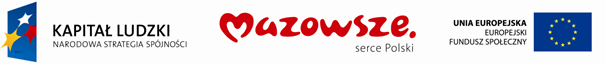 KAPITAŁ LUDZKI
NARODOWA STRATEGIA SPÓJNOŚCI
mazowsze.
serce Polski
UNIA EUROPEJSKA
EUROPEJSKI
FUNDUSZ SPOŁECZNY